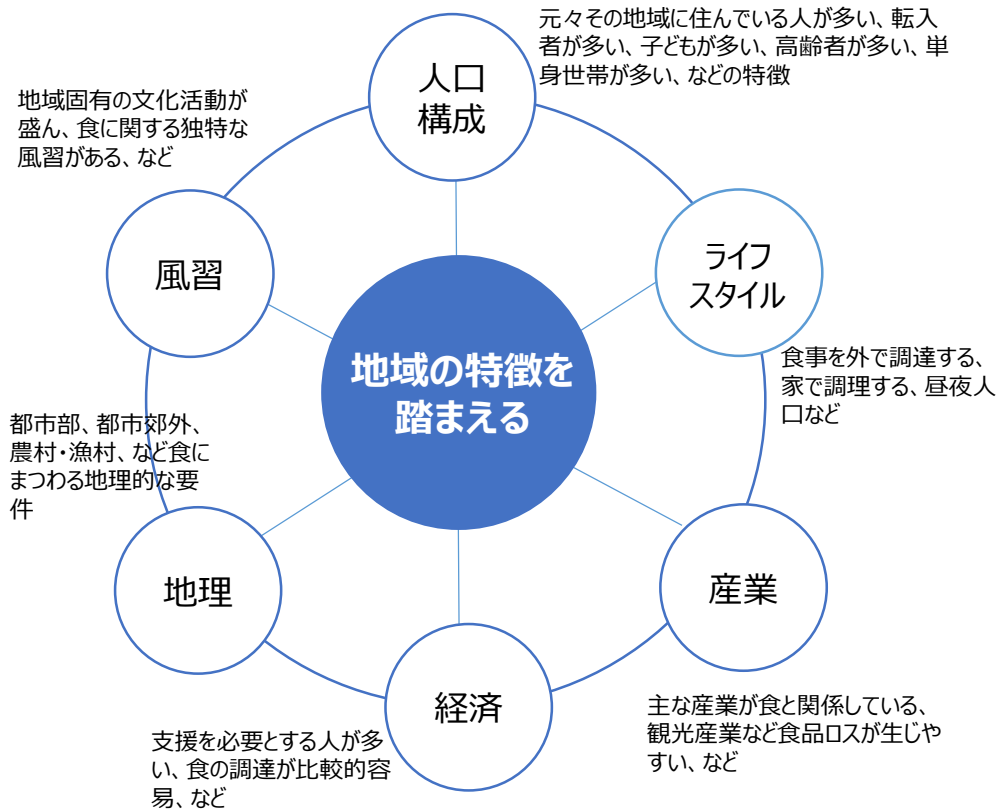 元々その地域に住んでいる人が多い、転入
者が多い、子どもが多い、高齢者が多い、単
身世帯が多い、などの特徴
人口
構成
地域固有の文化活動が
盛ん、食に関する独特な
風習がある、など
風習
ライフ
スタイル
地域の特徴を
踏まえる
食事を外で調達する、
家で調理する、昼夜人
口など
都市部、都市郊外、
農村・漁村、など食に
まつわる地理的な要
件
地理
産業
経済
主な産業が食と関係している、
観光産業など食品ロスが生じや
すい、など
支援を必要とする人が多
い、食の調達が比較的容
易、など